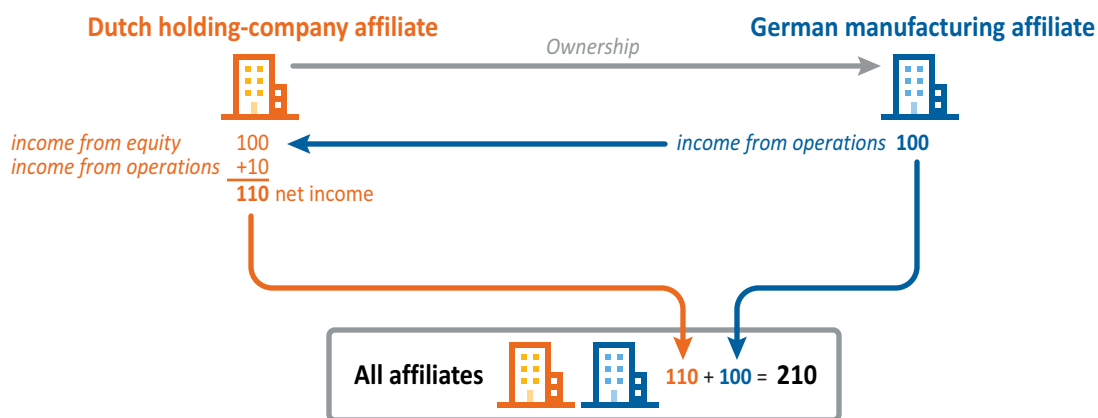 Dutch holding-company affiliate
German manufacturing affiliate
Ownership
income from equity 100
income from operations +10
110 net income
income from operations 100
All affiliates 110 + 100 = 210